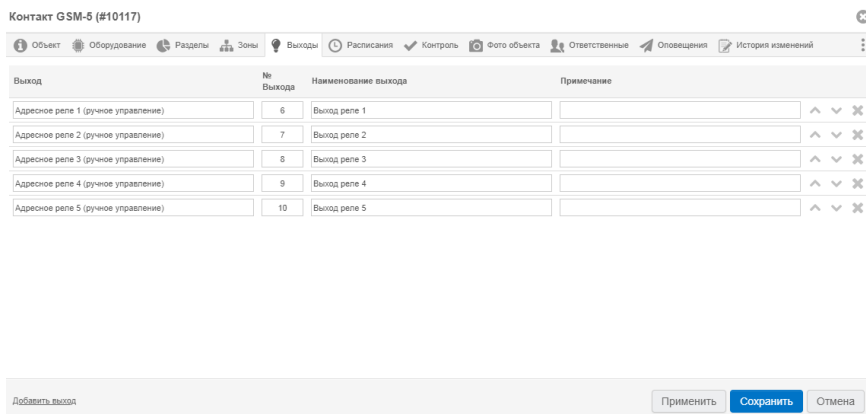 Контакт GSM-5 (#10117)
Объект Оборудование Разделы Зоны Выходы Расписания Контроль Фото объекта Ответственные Оповещения История изменений
Выход № Выхода Наименование выхода Примечание
Адресное реле 1 (ручное управление) 6 Выход реле 1
Адресное реле 2 (ручное управление) 7 Выход реле 2
Адресное реле 3 (ручное управление) 8 Выход реле 3
Адресное реле 4 (ручное управление) 9 Выход реле 4
Адресное реле 5 (ручное управление) 10 Выход реле 5
Добавить выход Применить Сохранить Отмена